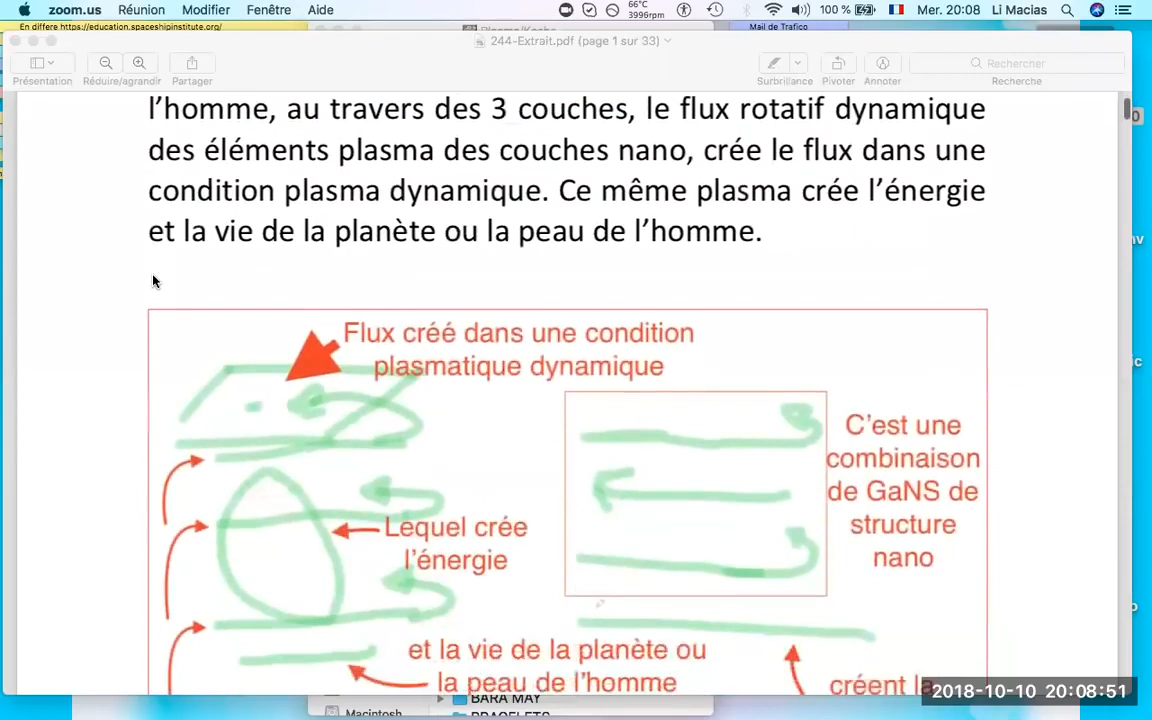 zoom.us Réunion Modifier Fenêtre Aide 66°C 3996rpm 100 % Mer. 20:08 Li Macias
En differe https://education.spaceshipinstitute.org/
Mail de Trafico
244-Extrait.pdf (page 1 sur 33)
Rechercher
Présentation Réduire/agrandir Partager Surbrillance Pivoter Annoter Recherche
l’homme, au travers des 3 couches, le flux rotatif dynamique
des éléments plasma des couches nano, crée le flux dans une
condition plasma dynamique. Ce même plasma crée l’énergie
et la vie de la planète ou la peau de l’homme.
Flux créé dans une condition
plasmatique dynamique
C’est une
combinaison
de GaNS de
structure
nano
Lequel crée
l’énergie
et la vie de la planète ou
la peau de l’homme
créent la
2018-10-10 20:08:51
BARA MAY
Macintosh
BRACELETS